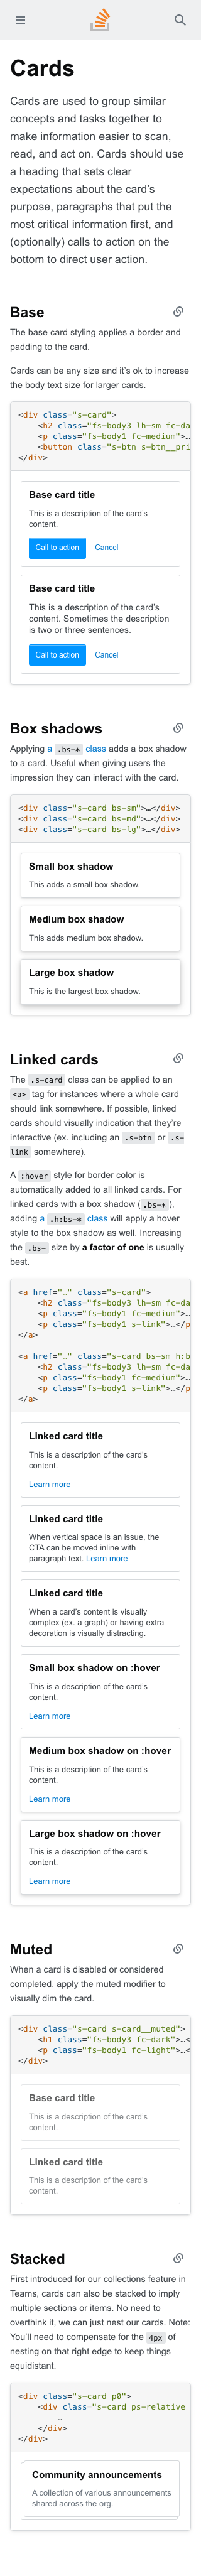 Cards
Cards are used to group similar
concepts and tasks together to
make information easier to scan,
read, and act on. Cards should use
a heading that sets clear
expectations about the card’s
purpose, paragraphs that put the
most critical information first, and
(optionally) calls to action on the
bottom to direct user action.
Base
The base card styling applies a border and
padding to the card.
Cards can be any size and it’s ok to increase
the body text size for larger cards.
<div class="s-card">
<h2 class="fs-body3 lh-sm fc-da
<p class="fs-body1 fc-medium">…
<button class="s-btn s-btn__pri
</div>
Base card title
This is a description of the card’s
content.
Call to action Cancel
Base card title
This is a description of the card’s
content. Sometimes the description
is two or three sentences.
Call to action Cancel
Box shadows
Applying a .bs-* class adds a box shadow
to a card. Useful when giving users the
impression they can interact with the card.
<div class="s-card bs-sm">…</div>
<div class="s-card bs-md">…</div>
<div class="s-card bs-lg">…</div>
Small box shadow
This adds a small box shadow.
Medium box shadow
This adds medium box shadow.
Large box shadow
This is the largest box shadow.
Linked cards
The .s-card class can be applied to an
<a> tag for instances where a whole card
should link somewhere. If possible, linked
cards should visually indication that they’re
interactive (ex. including an .s-btn or .s-
link somewhere).
A :hover style for border color is
automatically added to all linked cards. For
linked cards with a box shadow ( .bs-* ),
adding a .h:bs-* class will apply a hover
style to the box shadow as well. Increasing
the .bs- size by a factor of one is usually
best.
<a href="…" class="s-card">
<h2 class="fs-body3 lh-sm fc-da
<p class="fs-body1 fc-medium">…
<p class="fs-body1 s-link">…</p
</a>
<a href="…" class="s-card bs-sm h:b
<h2 class="fs-body3 lh-sm fc-da
<p class="fs-body1 fc-medium">…
<p class="fs-body1 s-link">…</p
</a>
Linked card title
This is a description of the card’s
content.
Learn more
Linked card title
When vertical space is an issue, the
CTA can be moved inline with
paragraph text. Learn more
Linked card title
When a card’s content is visually
complex (ex. a graph) or having extra
decoration is visually distracting.
Small box shadow on :hover
This is a description of the card’s
content.
Learn more
Medium box shadow on :hover
This is a description of the card’s
content.
Learn more
Large box shadow on :hover
This is a description of the card’s
content.
Learn more
Muted
When a card is disabled or considered
completed, apply the muted modifier to
visually dim the card.
<div class="s-card s-card__muted">
<h1 class="fs-body3 fc-dark">…<
<p class="fs-body1 fc-light">…<
</div>
Base card title
This is a description of the card’s
content.
Linked card title
This is a description of the card’s
content.
Stacked
First introduced for our collections feature in
Teams, cards can also be stacked to imply
multiple sections or items. No need to
overthink it, we can just nest our cards. Note:
You’ll need to compensate for the 4px of
nesting on that right edge to keep things
equidistant.
<div class="s-card p0">
<div class="s-card ps-relative
…
</div>
</div>
Community announcements
A collection of various announcements
shared across the org.